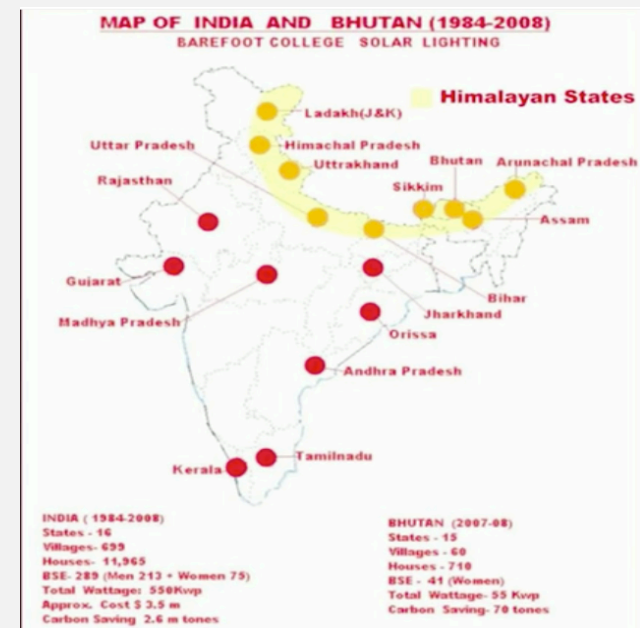 MAP OF INDIA AND BHUTAN (1984-2008)
BAREFOOT COLLEGE SOLAR LIGHTING
Himalayan States
Ladakh(J&K)
Uttar Pradesh
Himachal Pradesh
Uttrakhand
Bhutan
Arunachal Pradesh
Rajasthan
Sikkim
Assam
Gujarat
Bihar
Jharkhand
Madhya Pradesh
Orissa
Andhra Pradesh
Tamilnadu
Kerala
INDIA ( 1984-2008)
States - 16
Villages- 699
Houses- 11,965
BSE- 289 (Men 213 + Women 75)
Total Wattage: 550Kwp
Approx. Cost $ 3.5 m
Carbon Saving 2.6 m tones
BHUTAN (2007-08)
States - 15
Villages - 60
Houses - 710
BSE - 41 (Women)
Total Wattage- 55 Kwp
Carbon Saving- 70 tones